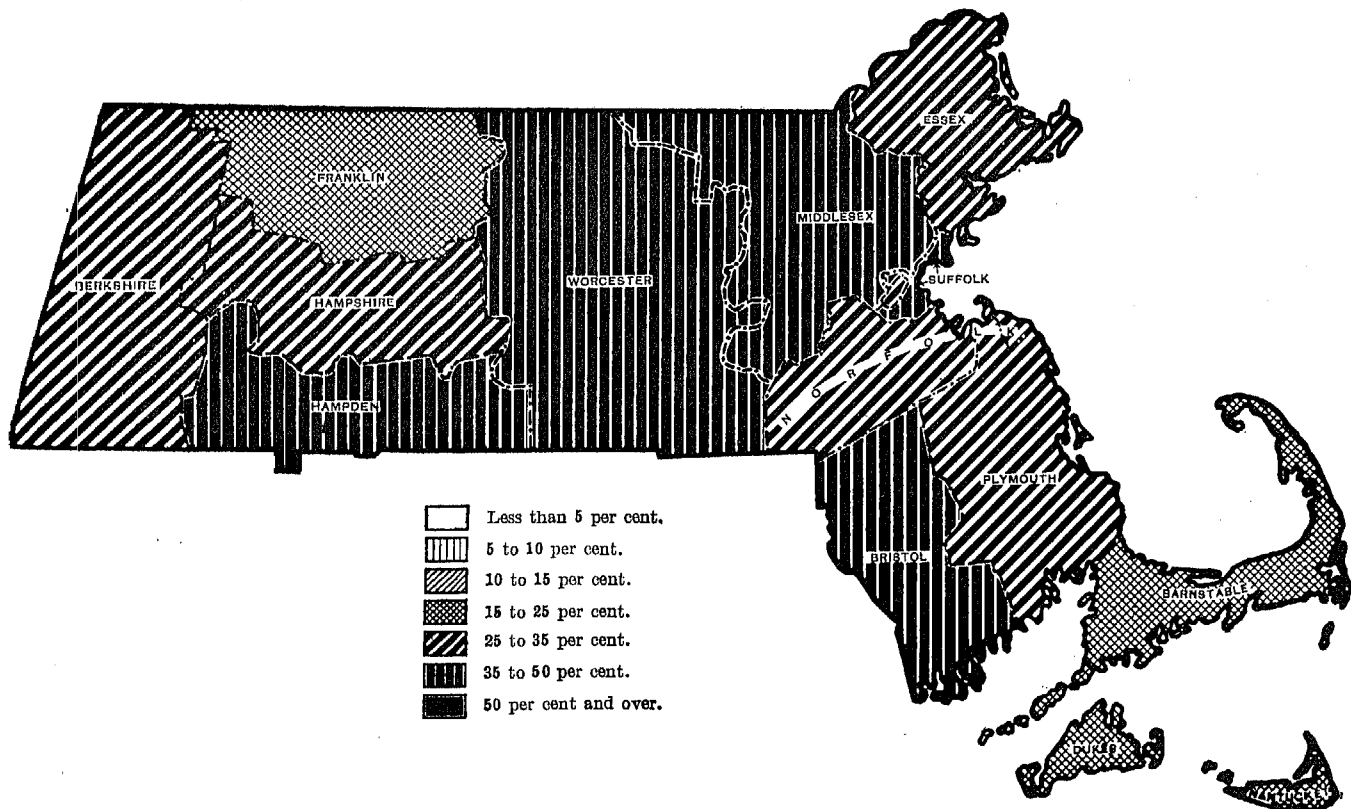 ESSEX
FRANKLIN
MIDDLESEX
BERKSHIRE
WORCESTER
SUFFOLK
HAMPSHIRE
NORFOLK
HAMPDEN
PLYMOUTH
BRISTOL
BARNSTABLE
DUKES
NANTUCKET
Less than 5 per cent.
5 to 10 per cent.
10 to 15 per cent.
15 to 25 per cent.
25 to 35 per cent.
35 to 50 per cent.
50 per cent and over.